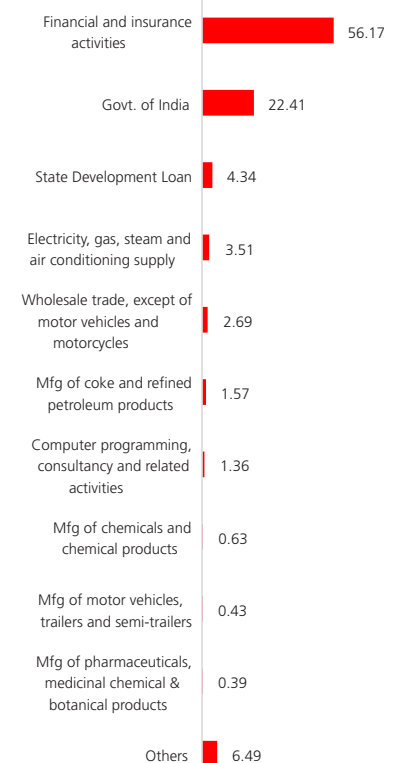 Financial and insurance
activities
56.17
Govt. of India
22.41
State Development Loan
4.34
Electricity, gas, steam and
air conditioning supply
3.51
Wholesale trade, except of
motor vehicles and
motorcycles
2.69
Mfg of coke and refined
petroleum products
1.57
Computer programming,
consultancy and related
activities
1.36
Mfg of chemicals and
chemical products
0.63
Mfg of motor vehicles,
trailers and semi-trailers
0.43
Mfg of pharmaceuticals,
medicinal chemical &
botanical products
0.39
Others
6.49